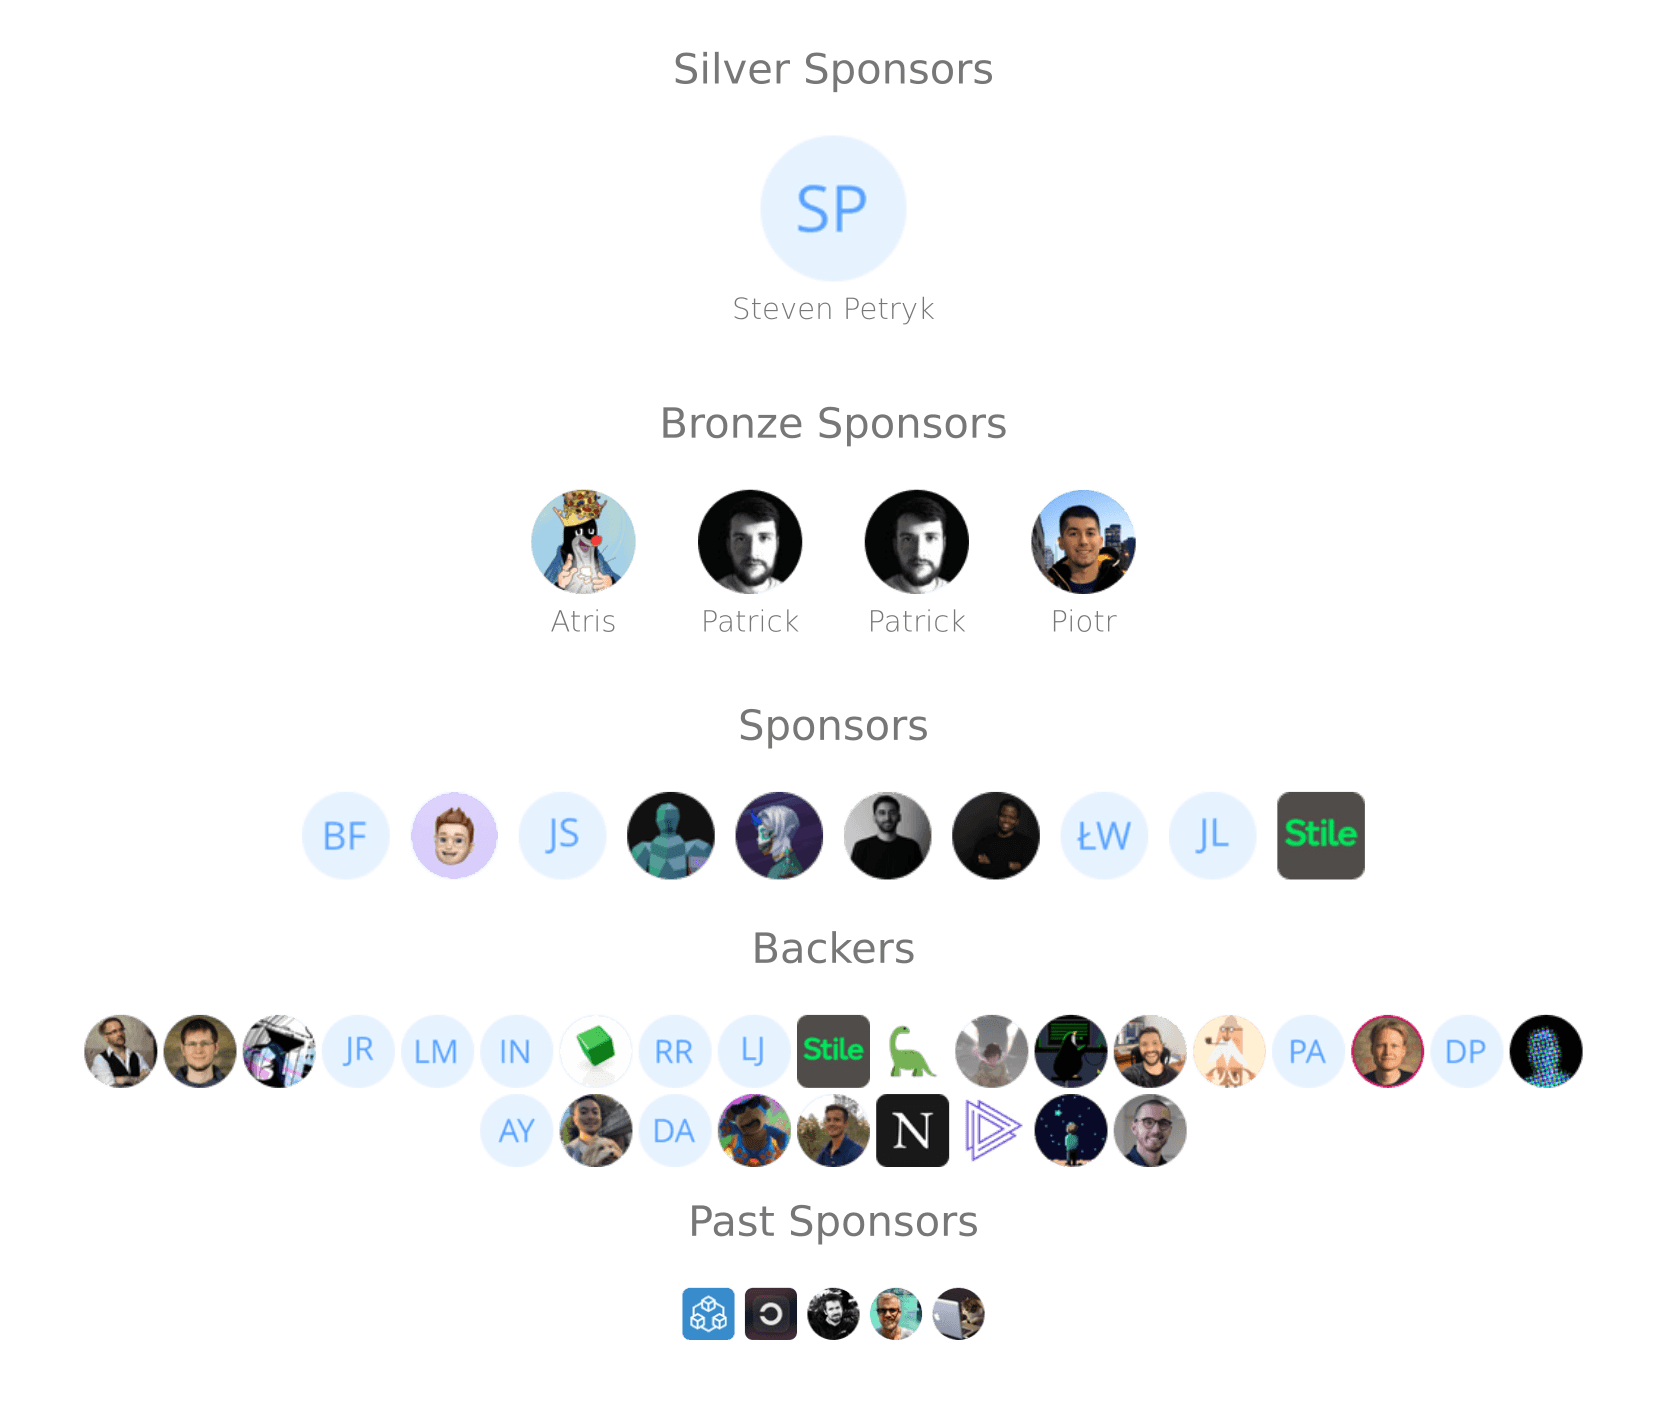 Silver Sponsors
SP
Steven Petryk
Bronze Sponsors
Atris Patrick Patrick Piotr
Sponsors
BF JS ŁW JL Stile
Backers
JR LM IN RR LJ Stile PA DP
AY DA N
Past Sponsors